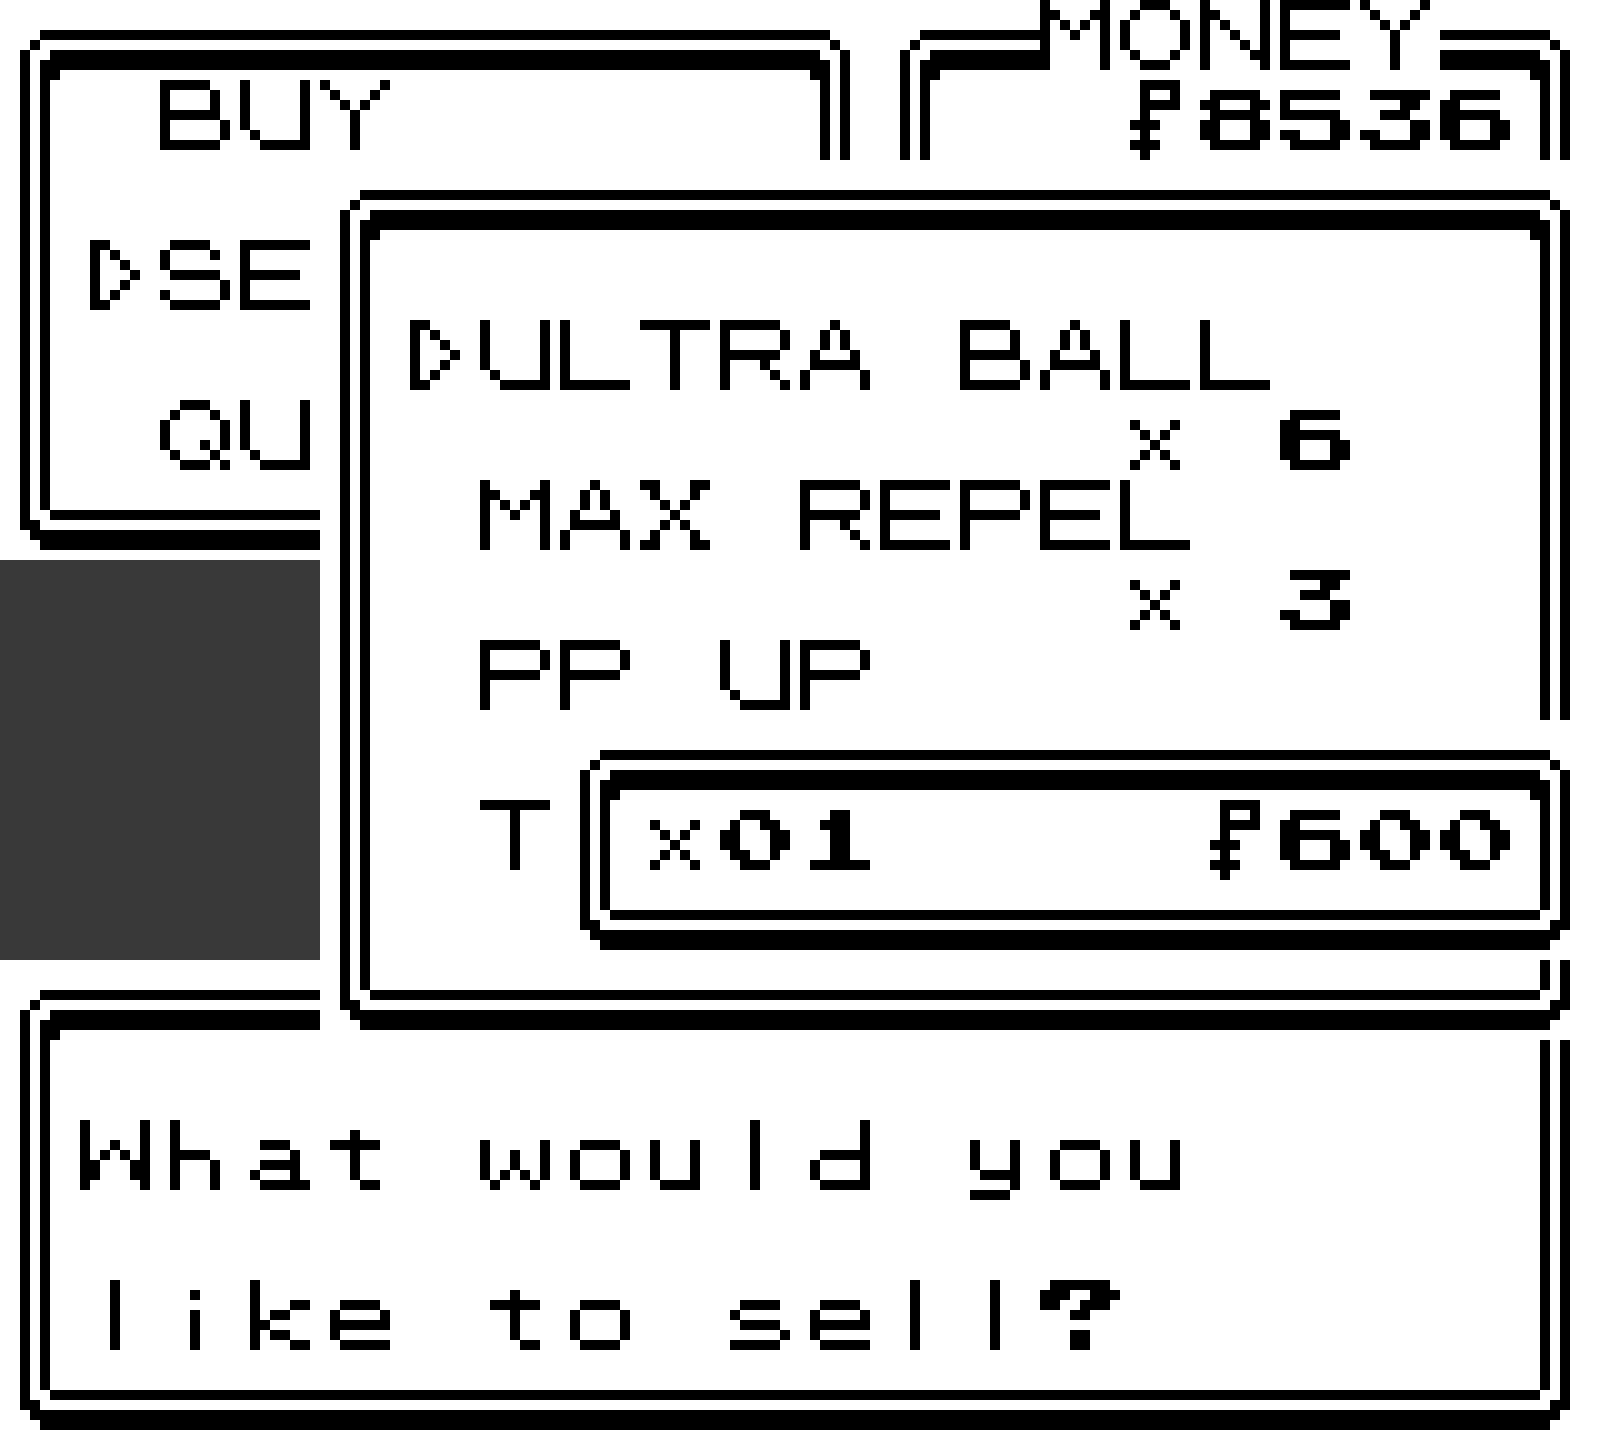 MONEY
BUY
₽8536
▷SE
▷ULTRA BALL
× 6
QU
MAX REPEL
× 3
PP UP
T
×01 ₽600
What would you
like to sell?